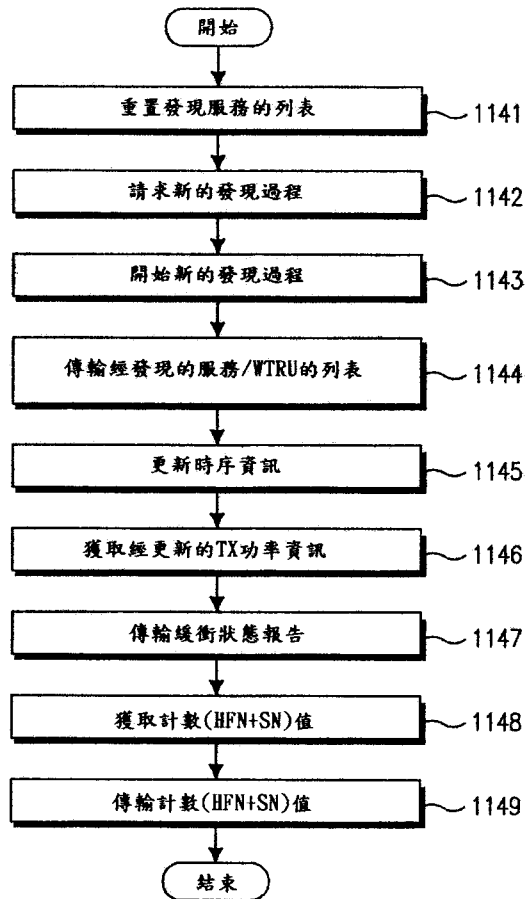 開始
重置發現服務的列表 1141
請求新的發現過程 1142
開始新的發現過程 1143
傳輸經發現的服務/WTRU的列表 1144
更新時序資訊 1145
獲取經更新的TX功率資訊 1146
傳輸緩衝狀態報告 1147
獲取計數(HFN+SN)值 1148
傳輸計數(HFN+SN)值 1149
結束